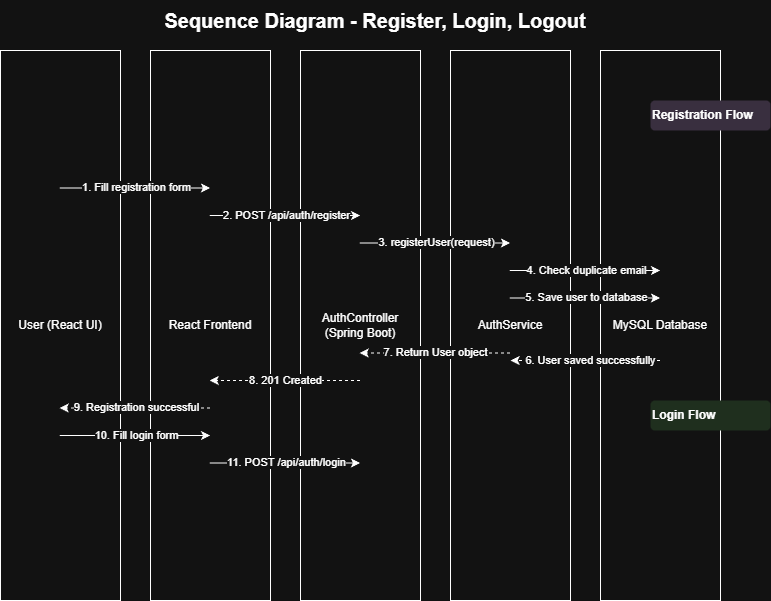 Sequence Diagram - Register, Login, Logout
Registration Flow
1. Fill registration form
2. POST /api/auth/register
3. registerUser(request)
4. Check duplicate email
5. Save user to database
User (React UI)
React Frontend
AuthController
(Spring Boot)
AuthService
MySQL Database
7. Return User object
6. User saved successfully
8. 201 Created
9. Registration successful
Login Flow
10. Fill login form
11. POST /api/auth/login